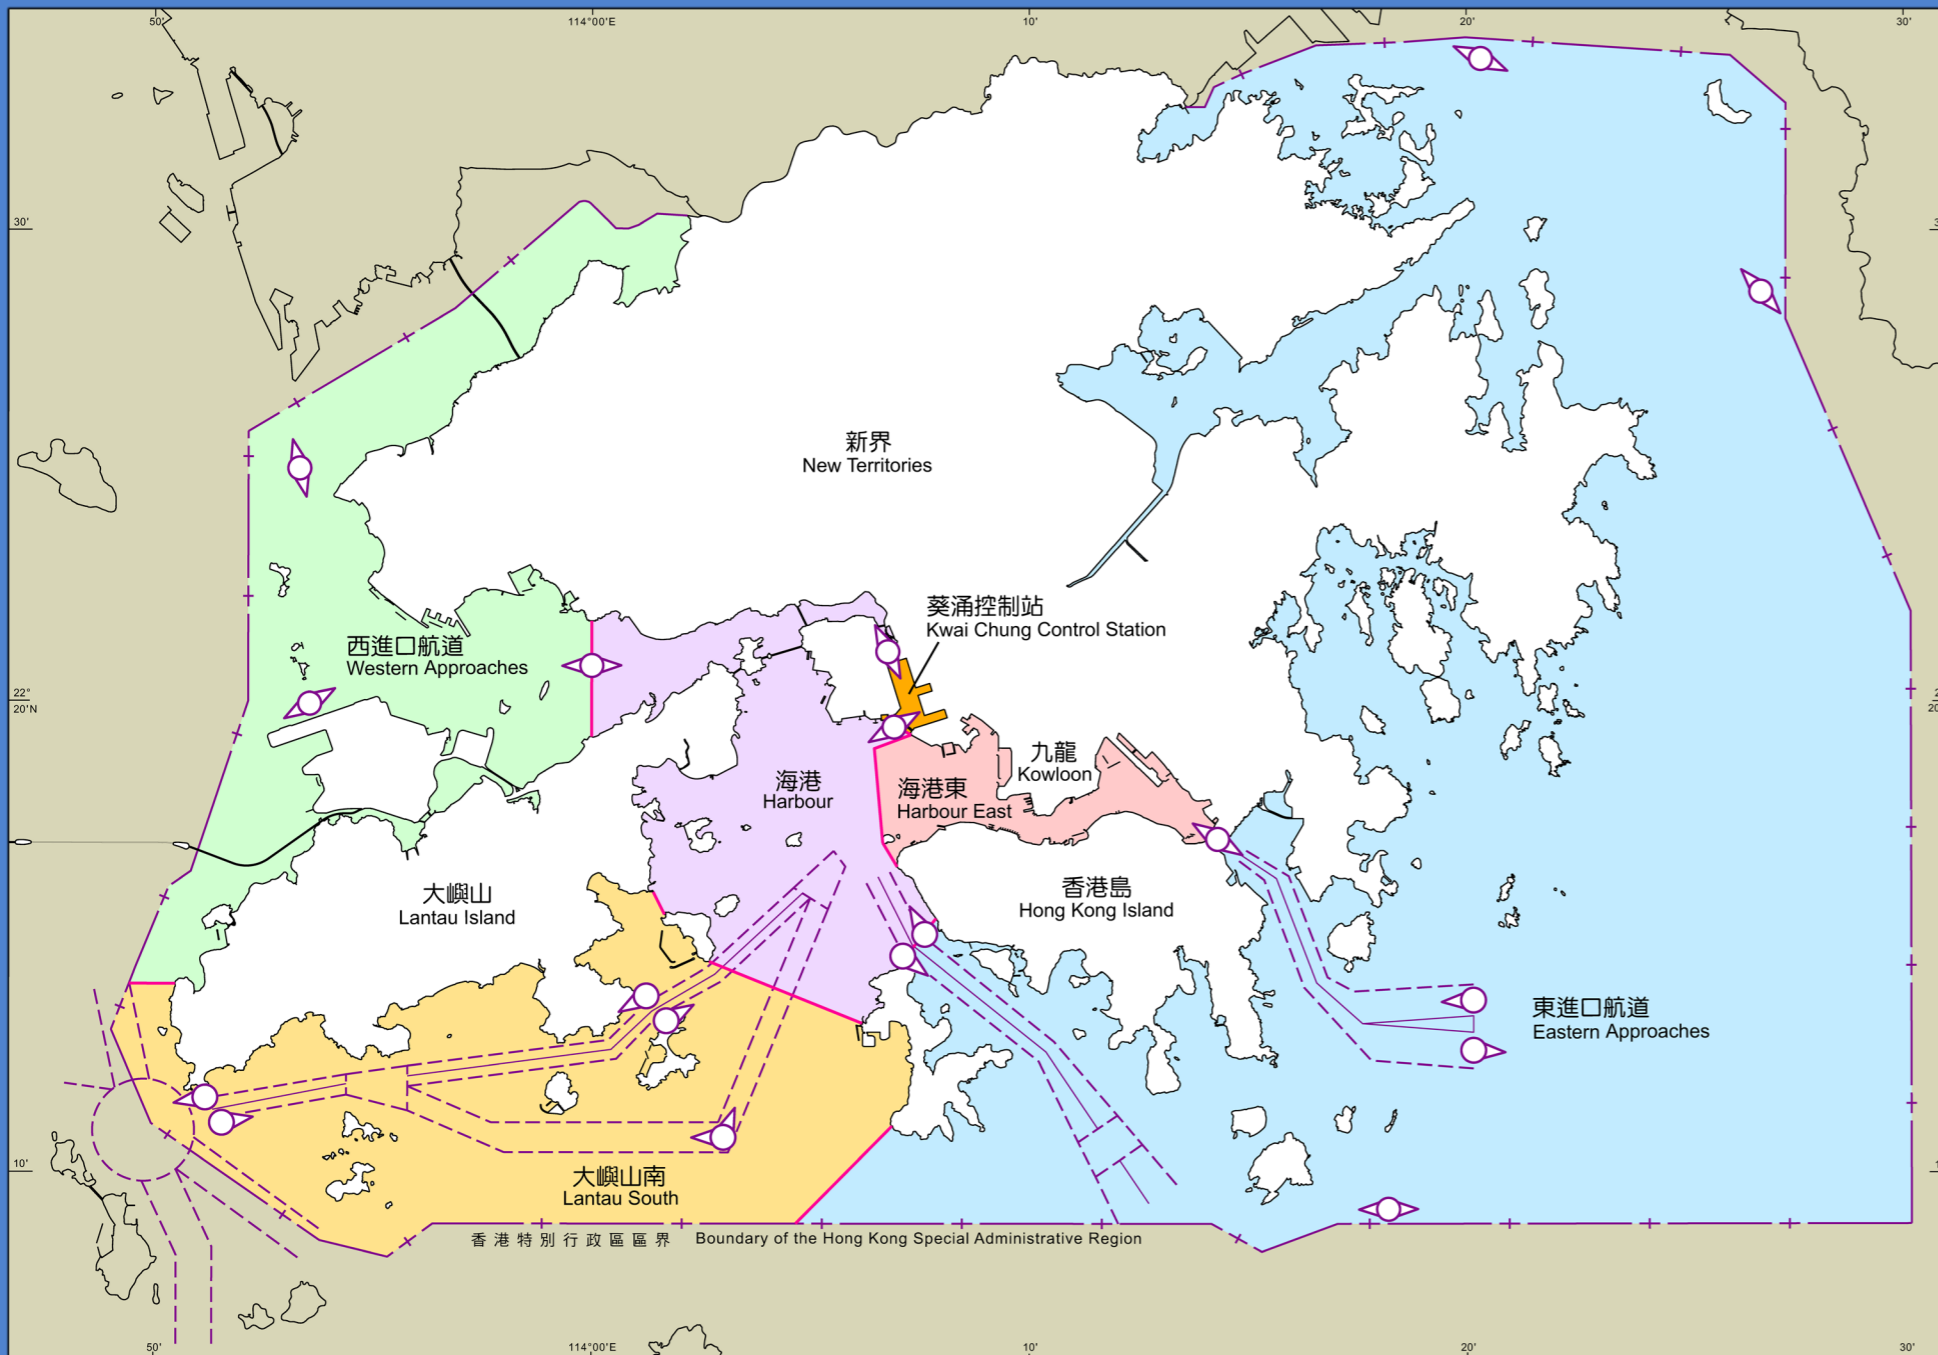 50'
114°00'E
10'
20'
30'
30'
新界
New Territories
葵涌控制站
Kwai Chung Control Station
西進口航道
Western Approaches
22°
20'N
九龍
Kowloon
海港
Harbour
海港東
Harbour East
大嶼山
Lantau Island
香港島
Hong Kong Island
東進口航道
Eastern Approaches
10'
大嶼山南
Lantau South
香港特別行政區區界 Boundary of the Hong Kong Special Administrative Region
50'
114°00'E
10'
20'
30'